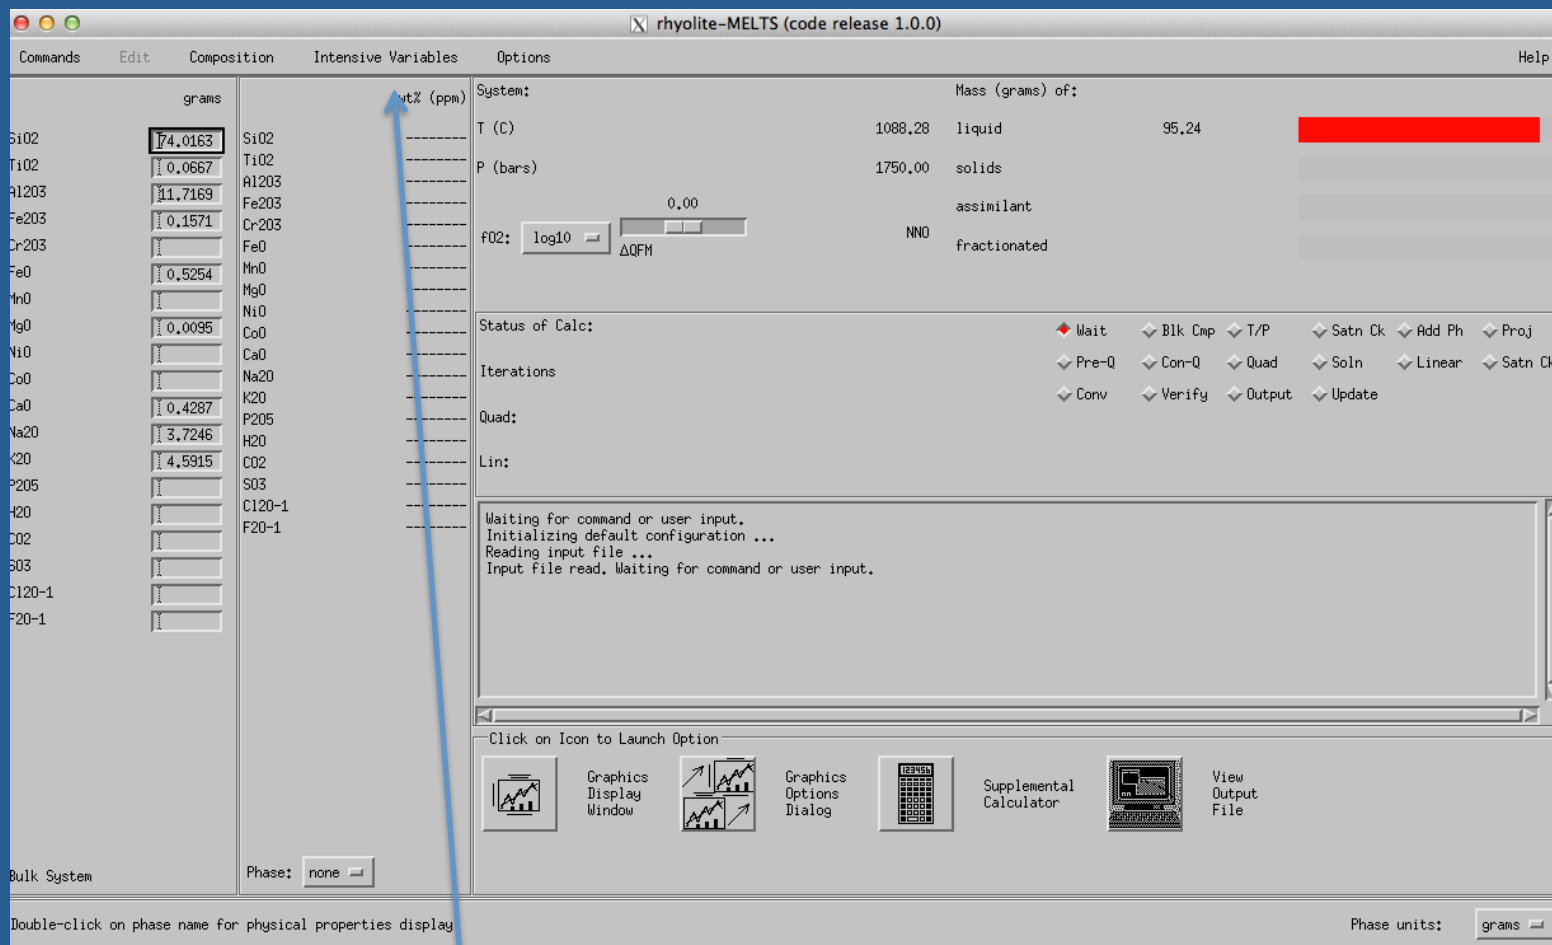 rhyolite-MELTS (code release 1.0.0)
Commands Edit Composition Intensive Variables Options Help
grams
SiO2 74.0163
TiO2 0.0667
Al2O3 11.7169
Fe2O3 0.1571
Cr2O3
FeO 0.5254
MnO
MgO 0.0095
NiO
CoO
CaO 0.4287
Na2O 3.7246
K2O 4.5915
P2O5
H2O
CO2
SO3
Cl2O-1
F2O-1
Bulk System
wt% (ppm)
SiO2 --------
TiO2 --------
Al2O3 --------
Fe2O3 --------
Cr2O3 --------
FeO --------
MnO --------
MgO --------
NiO --------
CoO --------
CaO --------
Na2O --------
K2O --------
P2O5 --------
H2O --------
CO2 --------
SO3 --------
Cl2O-1 --------
F2O-1 --------
Phase: none
System: Mass (grams) of:
T (C) 1088.28 liquid 95.24
P (bars) 1750.00 solids
0.00 assimilant
fO2: log10 ΔQFM NNO
fractionated
Status of Calc:
Iterations
Quad:
Lin:
Wait Blk Cmp T/P Satn Ck Add Ph Proj
Pre-Q Con-Q Quad Soln Linear Satn Ck
Conv Verify Output Update
Waiting for command or user input.
Initializing default configuration ...
Reading input file ...
Input file read. Waiting for command or user input.
Click on Icon to Launch Option
Graphics
Display
Window
Graphics
Options
Dialog
123456
Supplemental
Calculator
View
Output
File
Double-click on phase name for physical properties display
Phase units: grams